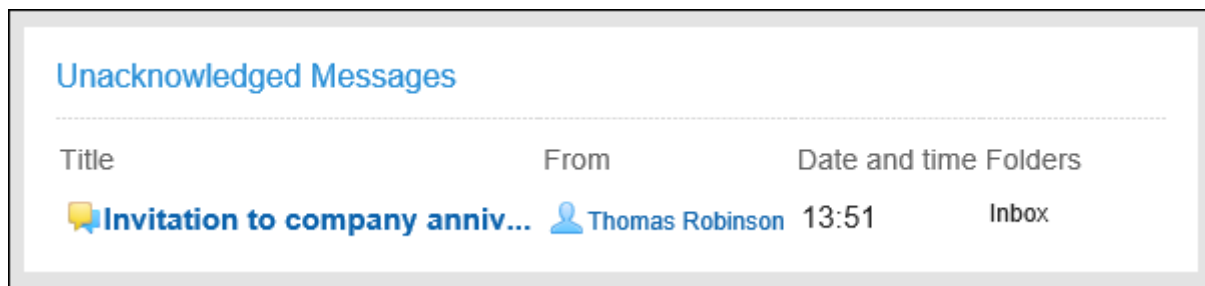 Unacknowledged Messages
Title From Date and time Folders
Invitation to company anniv... Thomas Robinson 13:51 Inbox